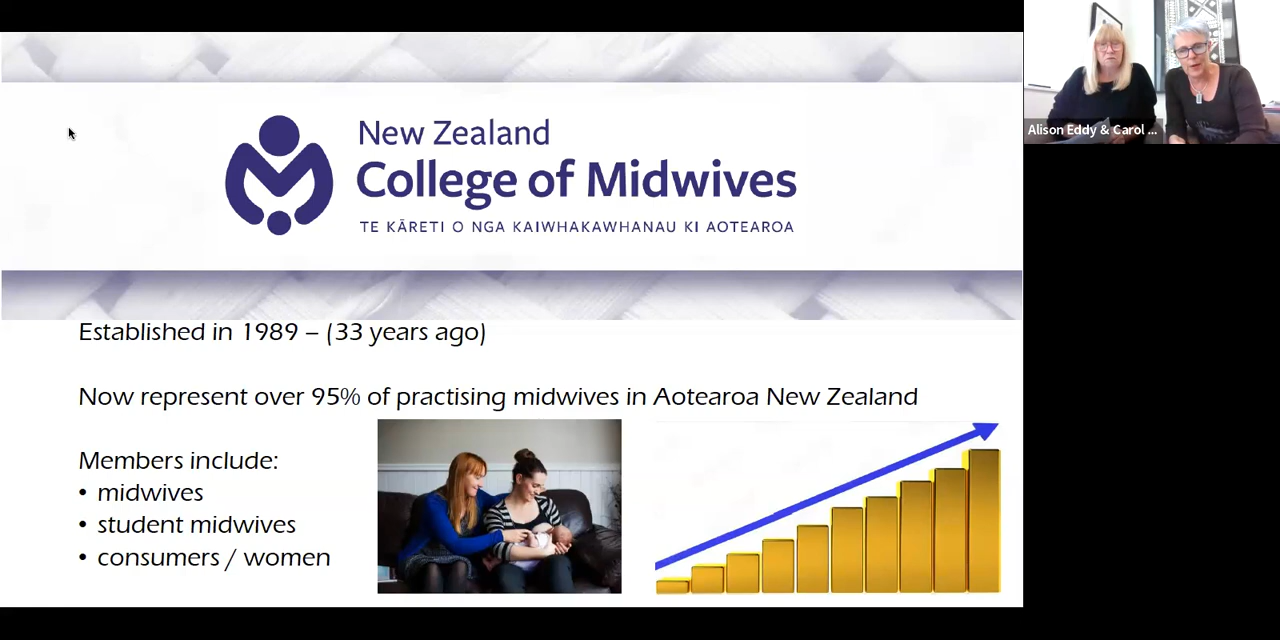 New Zealand
College of Midwives
TE KĀRETI O NGA KAIWHAKAWHANAU KI AOTEAROA
Established in 1989 – (33 years ago)
Now represent over 95% of practising midwives in Aotearoa New Zealand
Members include:
• midwives
• student midwives
• consumers / women
Alison Eddy & Carol ...